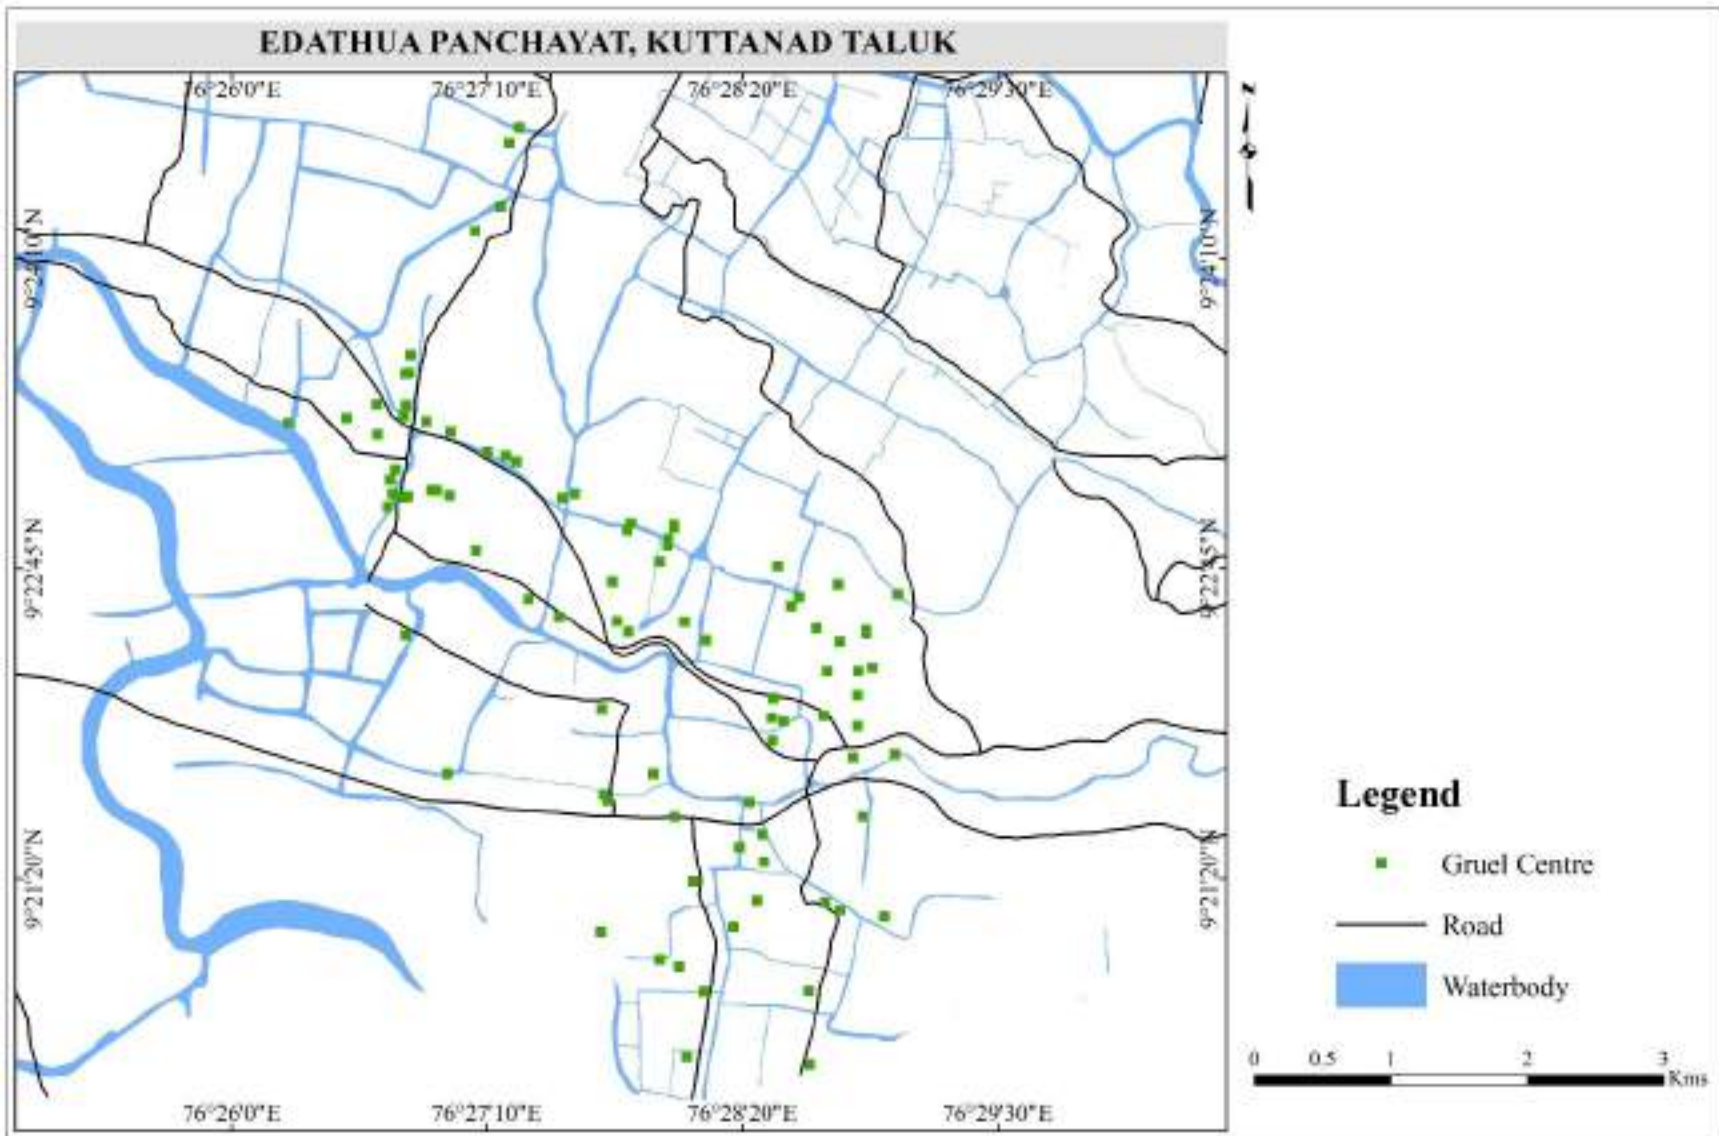 EDATHUA PANCHAYAT, KUTTANAD TALUK
76°26'0"E 76°27'10"E 76°28'20"E 76°29'30"E
z
9°24'10"N 9°24'10"N
9°22'45"N 9°22'45"N
9°21'20"N 9°21'20"N
76°26'0"E 76°27'10"E 76°28'20"E 76°29'30"E
Legend
Gruel Centre
Road
Waterbody
0 0.5 1 2 3
Kms